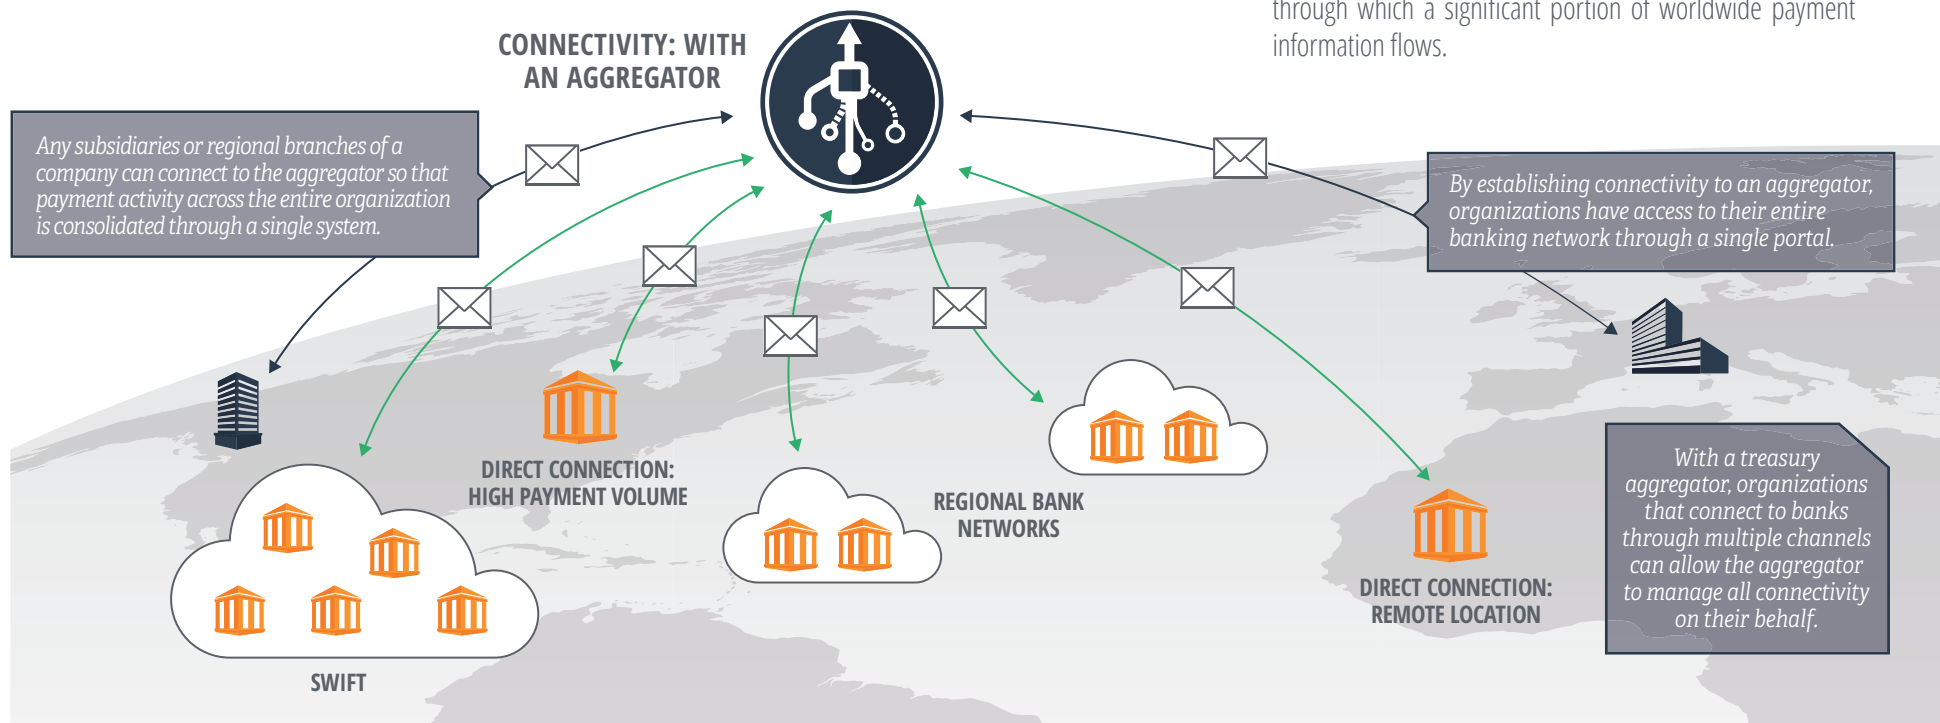 through which a significant portion of worldwide payment
information flows.
CONNECTIVITY: WITH
AN AGGREGATOR
Any subsidiaries or regional branches of a
company can connect to the aggregator so that
payment activity across the entire organization
is consolidated through a single system.
By establishing connectivity to an aggregator,
organizations have access to their entire
banking network through a single portal.
DIRECT CONNECTION:
HIGH PAYMENT VOLUME
REGIONAL BANK
NETWORKS
DIRECT CONNECTION:
REMOTE LOCATION
With a treasury
aggregator, organizations
that connect to banks
through multiple channels
can allow the aggregator
to manage all connectivity
on their behalf.
SWIFT